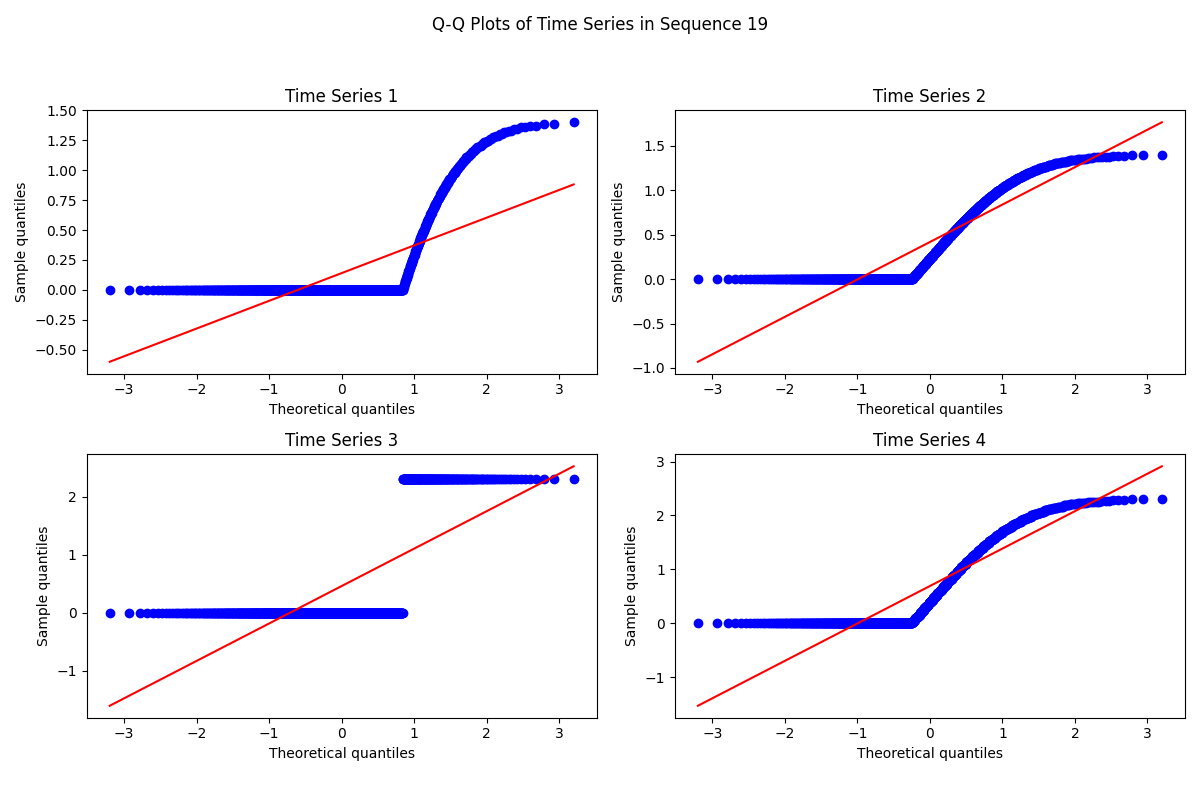 Q-Q Plots of Time Series in Sequence 19
Time Series 1
Sample quantiles
1.50
1.25
1.00
0.75
0.50
0.25
0.00
−0.25
−0.50
−3 −2 −1 0 1 2 3
Theoretical quantiles
Time Series 2
Sample quantiles
1.5
1.0
0.5
0.0
−0.5
−1.0
−3 −2 −1 0 1 2 3
Theoretical quantiles
Time Series 3
Sample quantiles
2
1
0
−1
−3 −2 −1 0 1 2 3
Theoretical quantiles
Time Series 4
Sample quantiles
3
2
1
0
−1
−3 −2 −1 0 1 2 3
Theoretical quantiles